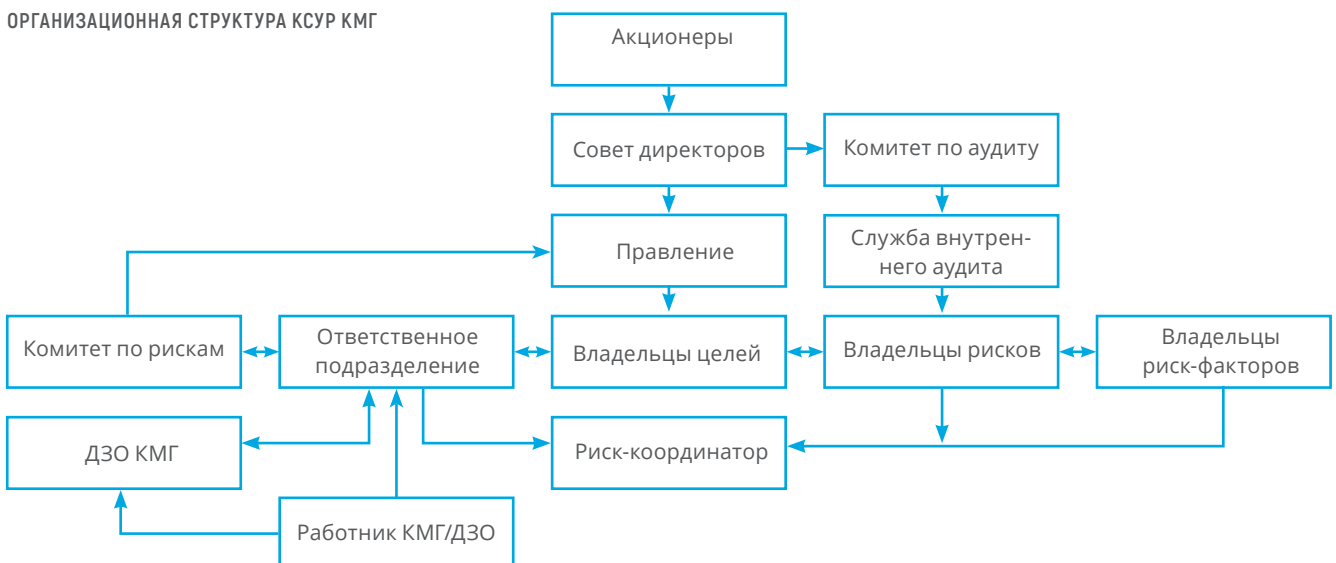 ОРГАНИЗАЦИОННАЯ СТРУКТУРА КСУР КМГ
Акционеры
Совет директоров
Комитет по аудиту
Правление
Служба внутрен-
него аудита
Комитет по рискам
Ответственное
подразделение
Владельцы целей
Владельцы рисков
Владельцы
риск-факторов
ДЗО КМГ
Риск-координатор
Работник КМГ/ДЗО